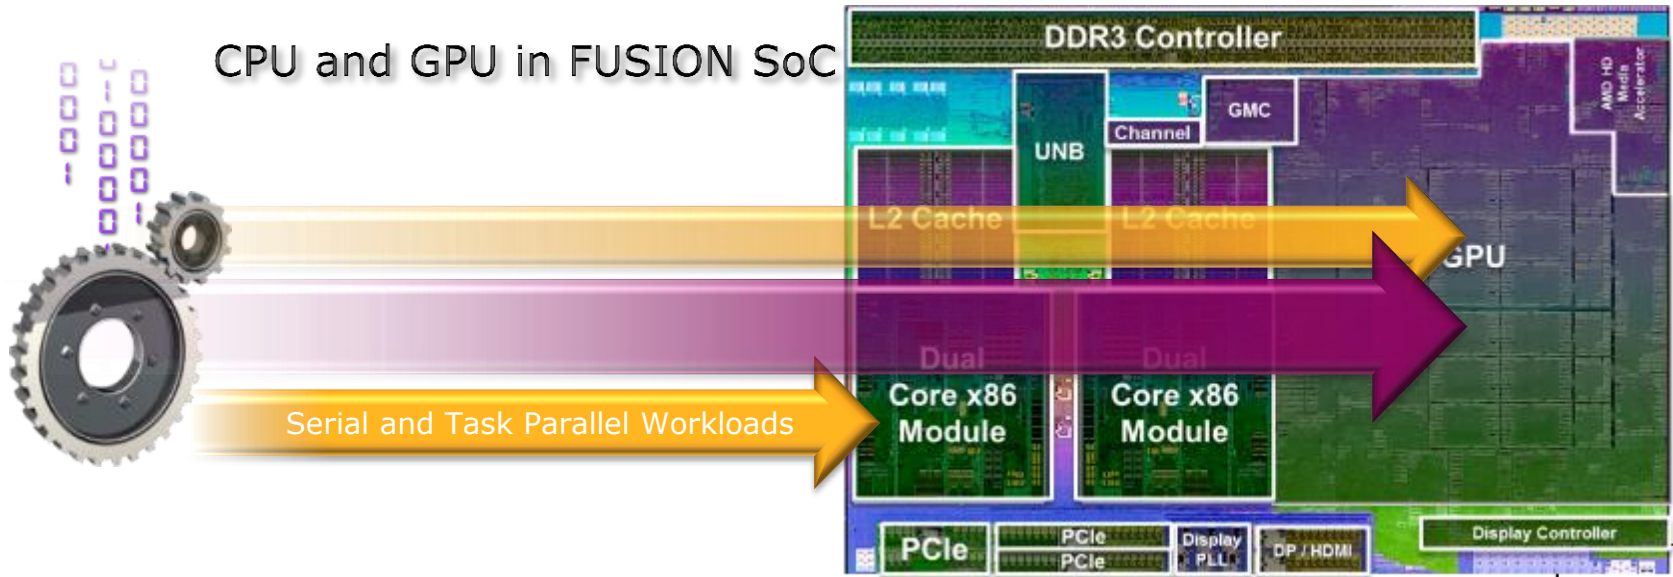 CPU and GPU in FUSION SoC
DDR3 Controller
AMD HD
Media
Accelerator
GMC
Channel
UNB
L2 Cache
L2 Cache
GPU
Dual
Core x86
Module
Dual
Core x86
Module
Serial and Task Parallel Workloads
PCIe
PCIe
PCIe
Display
PLL
DP / HDMI
Display Controller